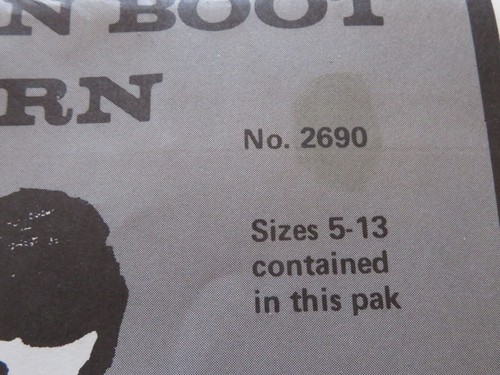 N BOOT
RN
No. 2690
Sizes 5-13
contained
in this pak